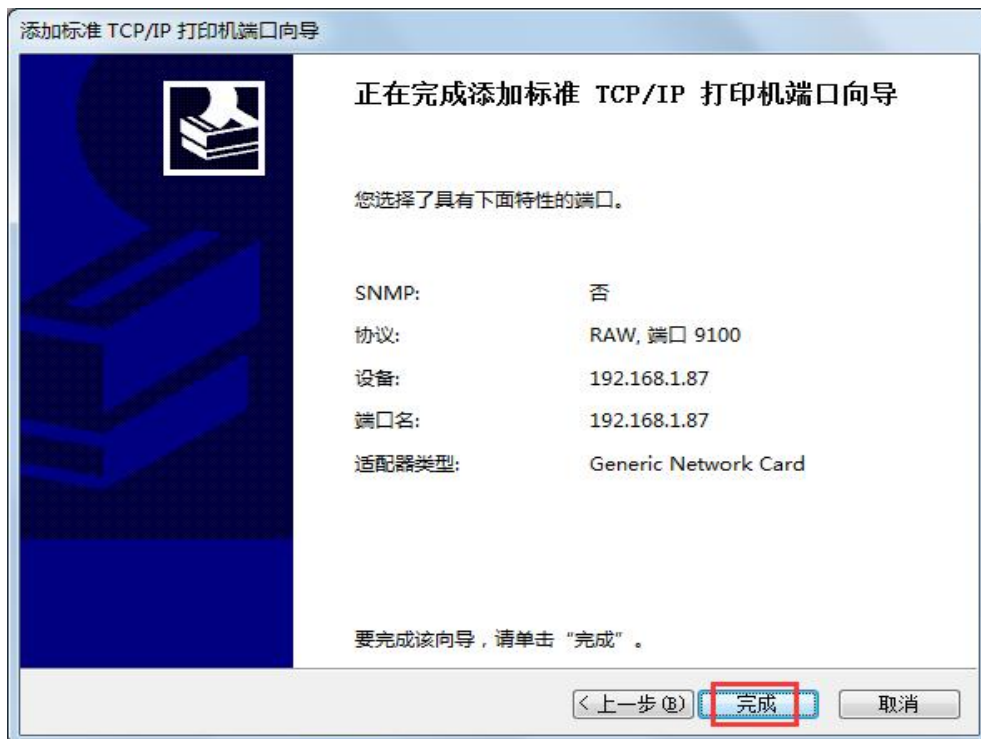 添加标准 TCP/IP 打印机端口向导
正在完成添加标准 TCP/IP 打印机端口向导
您选择了具有下面特性的端口。
SNMP: 否
协议: RAW, 端口 9100
设备: 192.168.1.87
端口名: 192.168.1.87
适配器类型: Generic Network Card
要完成该向导，请单击“完成”。
< 上一步(B) 完成 取消